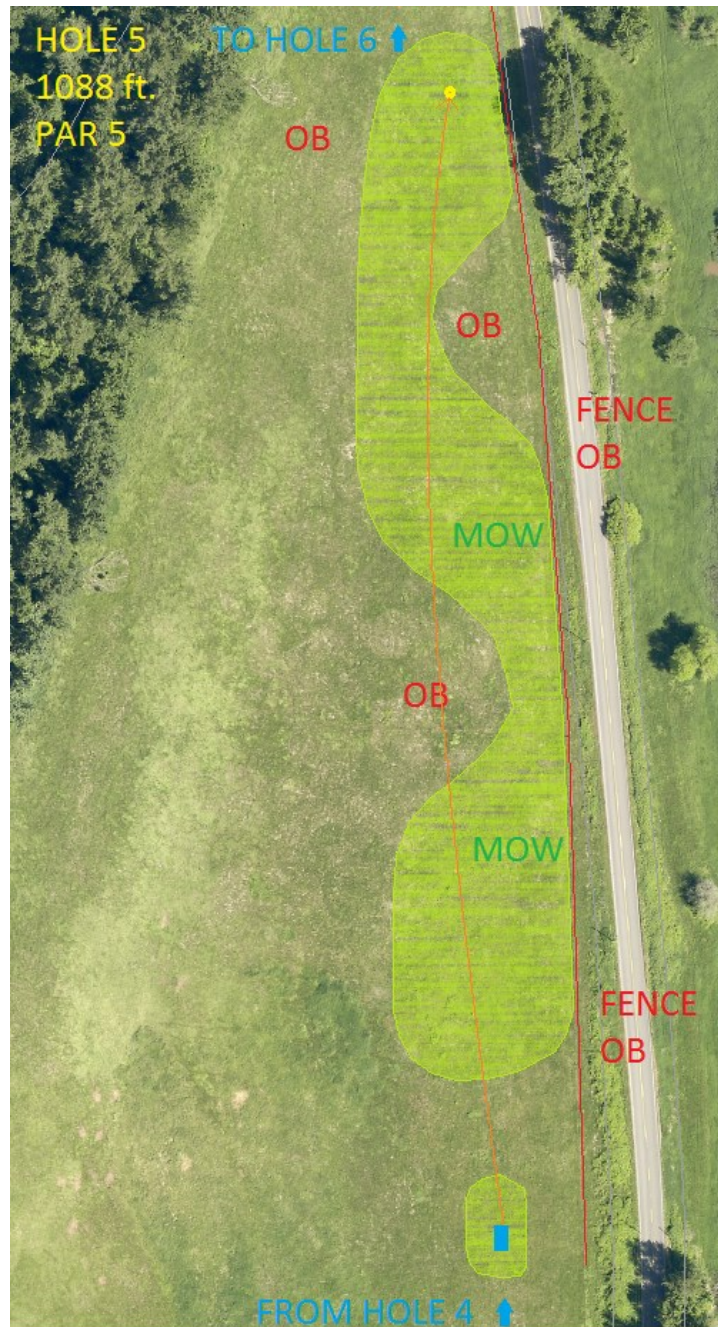 HOLE 5
TO HOLE 6
1088 ft.
PAR 5
OB
OB
FENCE
OB
MOW
OB
MOW
FENCE
OB
FROM HOLE 4